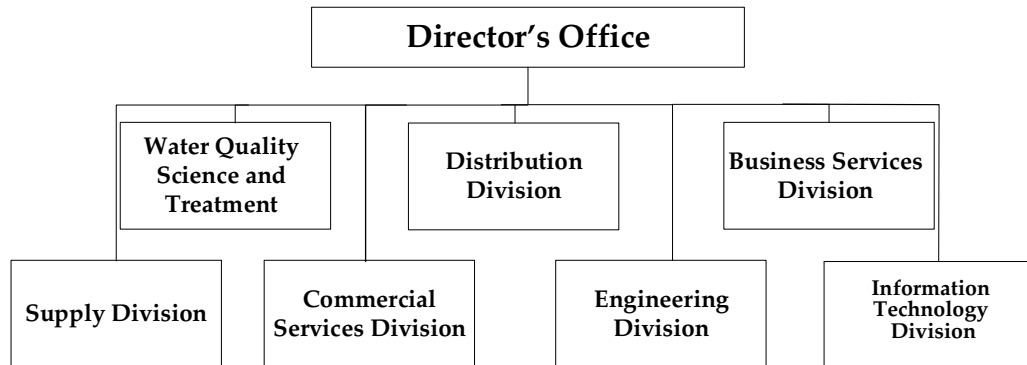 Director’s Office
Water Quality
Science and
Treatment
Distribution
Division
Business Services
Division
Supply Division
Commercial
Services Division
Engineering
Division
Information
Technology
Division